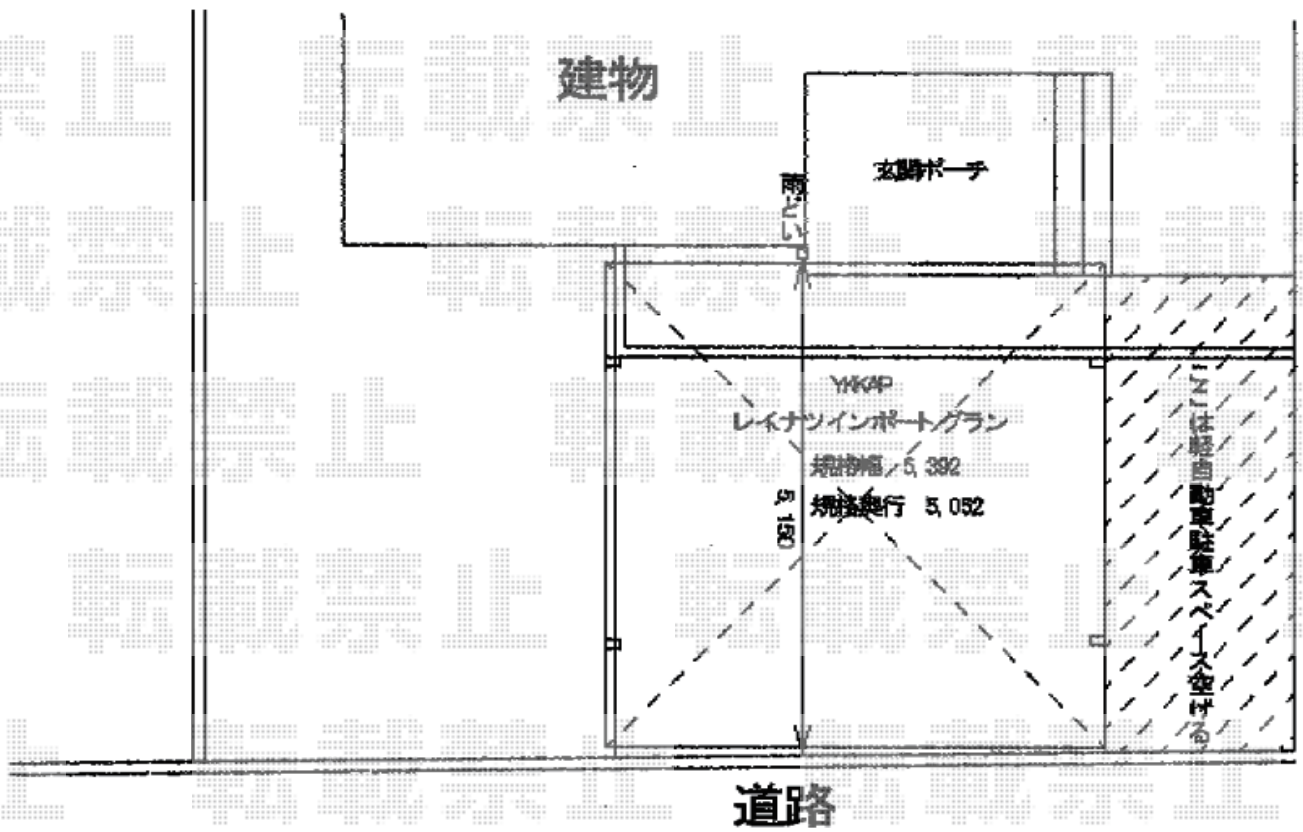 建物
玄関ポーチ
雨どい
YKKAP
レイナツインポートグラン
規格幅 5,392
規格奥行 5,052
5,150
ここは軽自動車駐車スペース空ける
道路
転載禁止